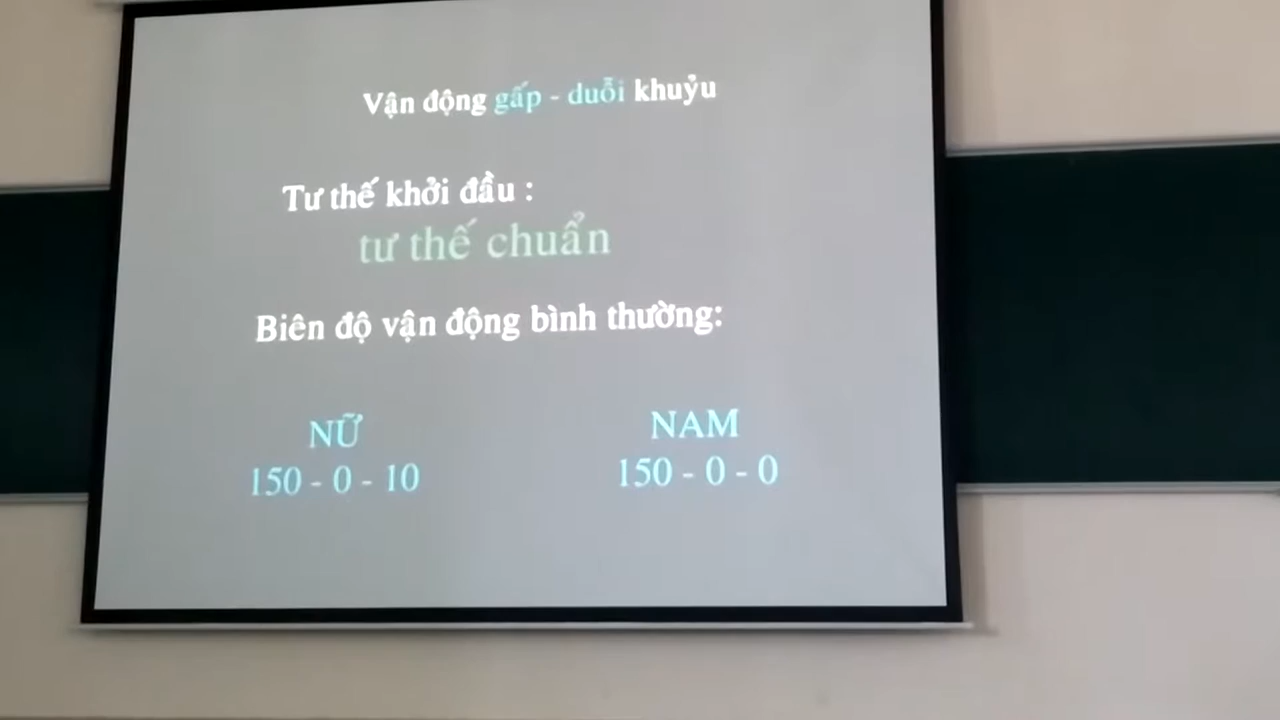 Vận động gấp - duỗi khuỷu
Tư thế khởi đầu :
tư thế chuẩn
Biên độ vận động bình thường:
NỮ
150 - 0 - 10
NAM
150 - 0 - 0